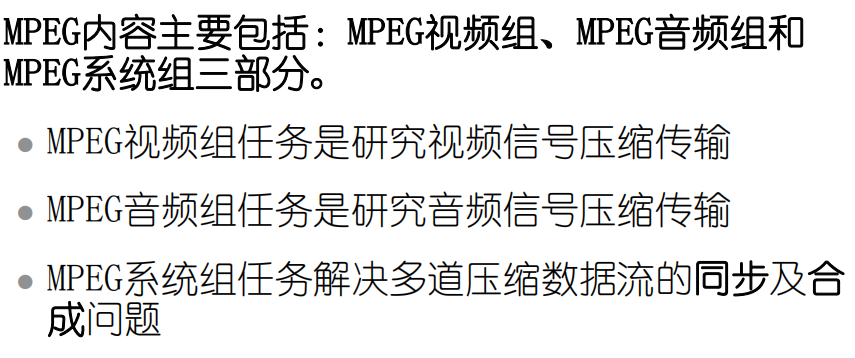 MPEG内容主要包括：MPEG视频组、MPEG音频组和
MPEG系统组三部分。
● MPEG视频组任务是研究视频信号压缩传输
● MPEG音频组任务是研究音频信号压缩传输
● MPEG系统组任务解决多道压缩数据流的同步及合
成问题